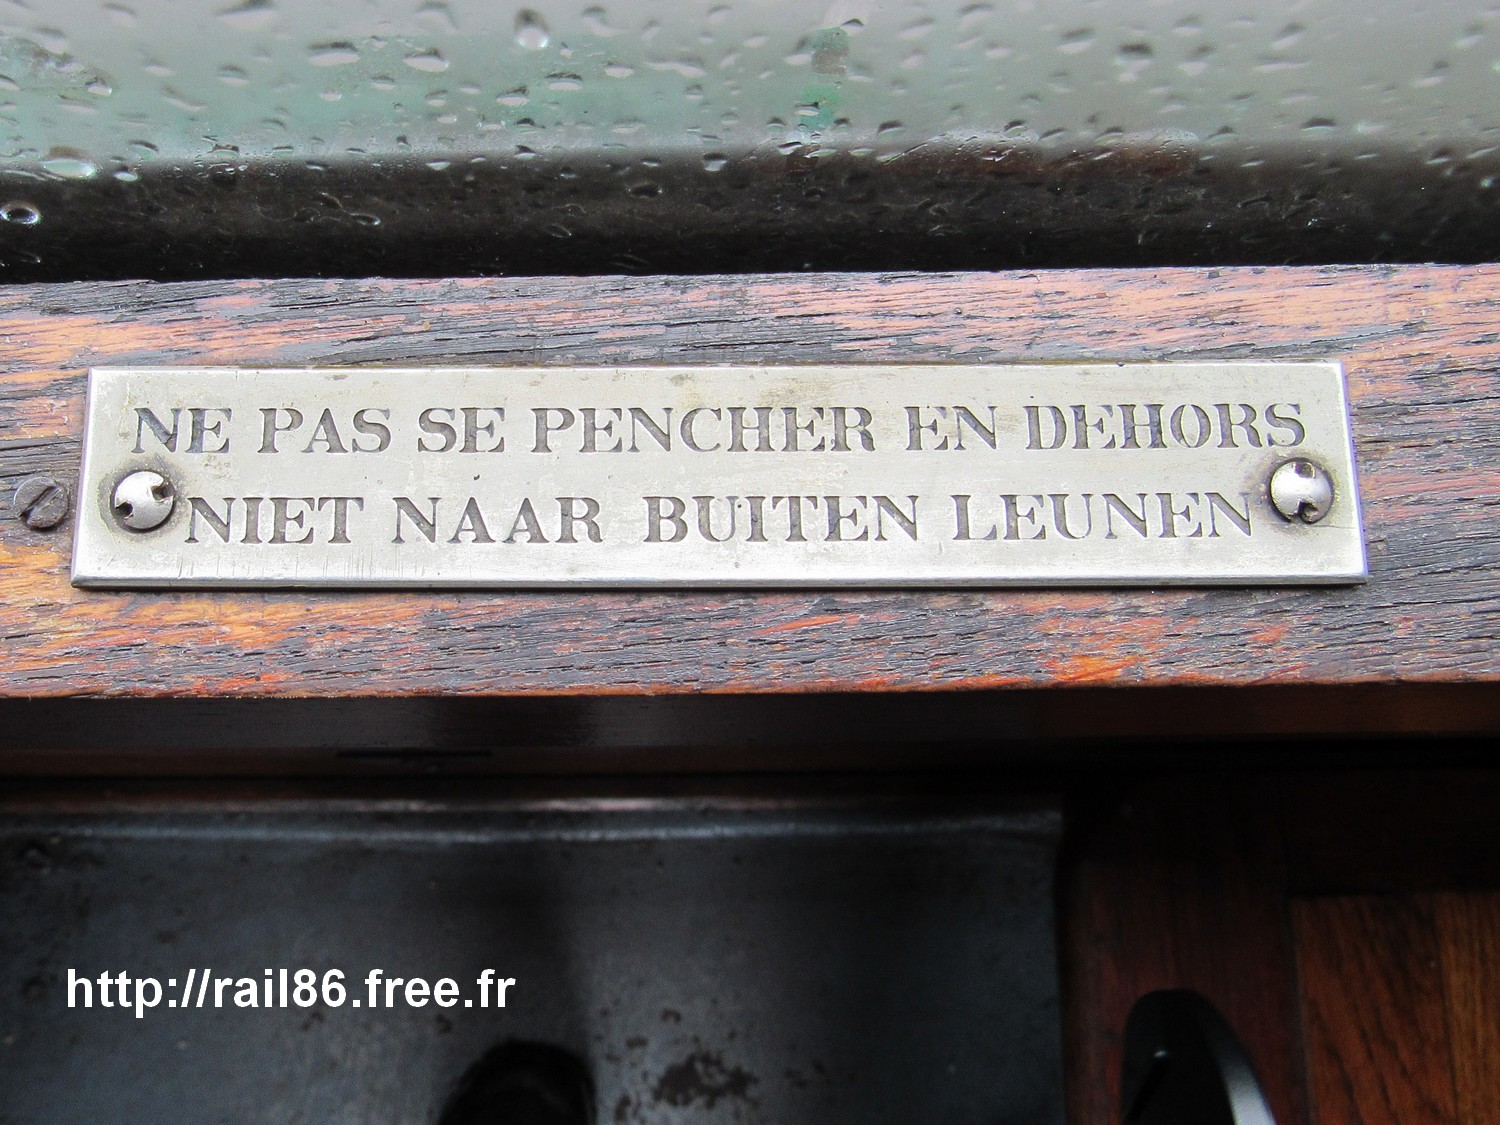 NE PAS SE PENCHER EN DEHORS
NIET NAAR BUITEN LEUNEN
http://rail86.free.fr